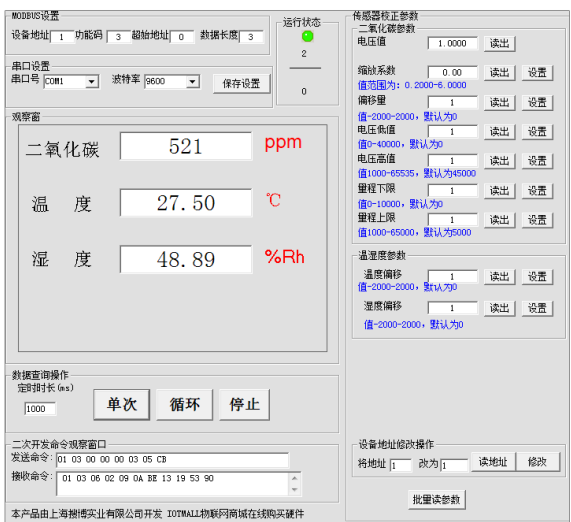 MODBUS设置
设备地址 1 功能码 3 起始地址 0 数据长度 3
串口设置
串口号 COM1 波特率 9600 保存设置
运行状态
2
0
观察窗
二氧化碳 521 ppm
温 度 27.50 ℃
湿 度 48.89 %Rh
数据查询操作
定时时长(ms)
1000 单次 循环 停止
二次开发命令观察窗口
发送命令: 01 03 00 00 00 03 05 CB
接收命令: 01 03 06 02 09 0A BE 13 19 53 90
本产品由上海搜博实业有限公司开发 IOTMALL物联网商城在线购买硬件
传感器校正参数
二氧化碳参数
电压值 1.0000 读出
缩放系数 0.00 读出 设置
值范围为: 0.2000-6.0000
偏移量 1 读出 设置
值-2000-2000,默认为0
电压低值 1 读出 设置
值0-40000,默认为0
电压高值 1 读出 设置
值1000-65535,默认为45000
量程下限 1 读出 设置
值0-10000,默认为0
量程上限 1 读出 设置
值1000-65000,默认为5000
温湿度参数
温度偏移 1 读出 设置
值-2000-2000,默认为0
湿度偏移 1 读出 设置
值-2000-2000,默认为0
设备地址修改操作
将地址 1 改为 1 读地址 修改
批量读参数